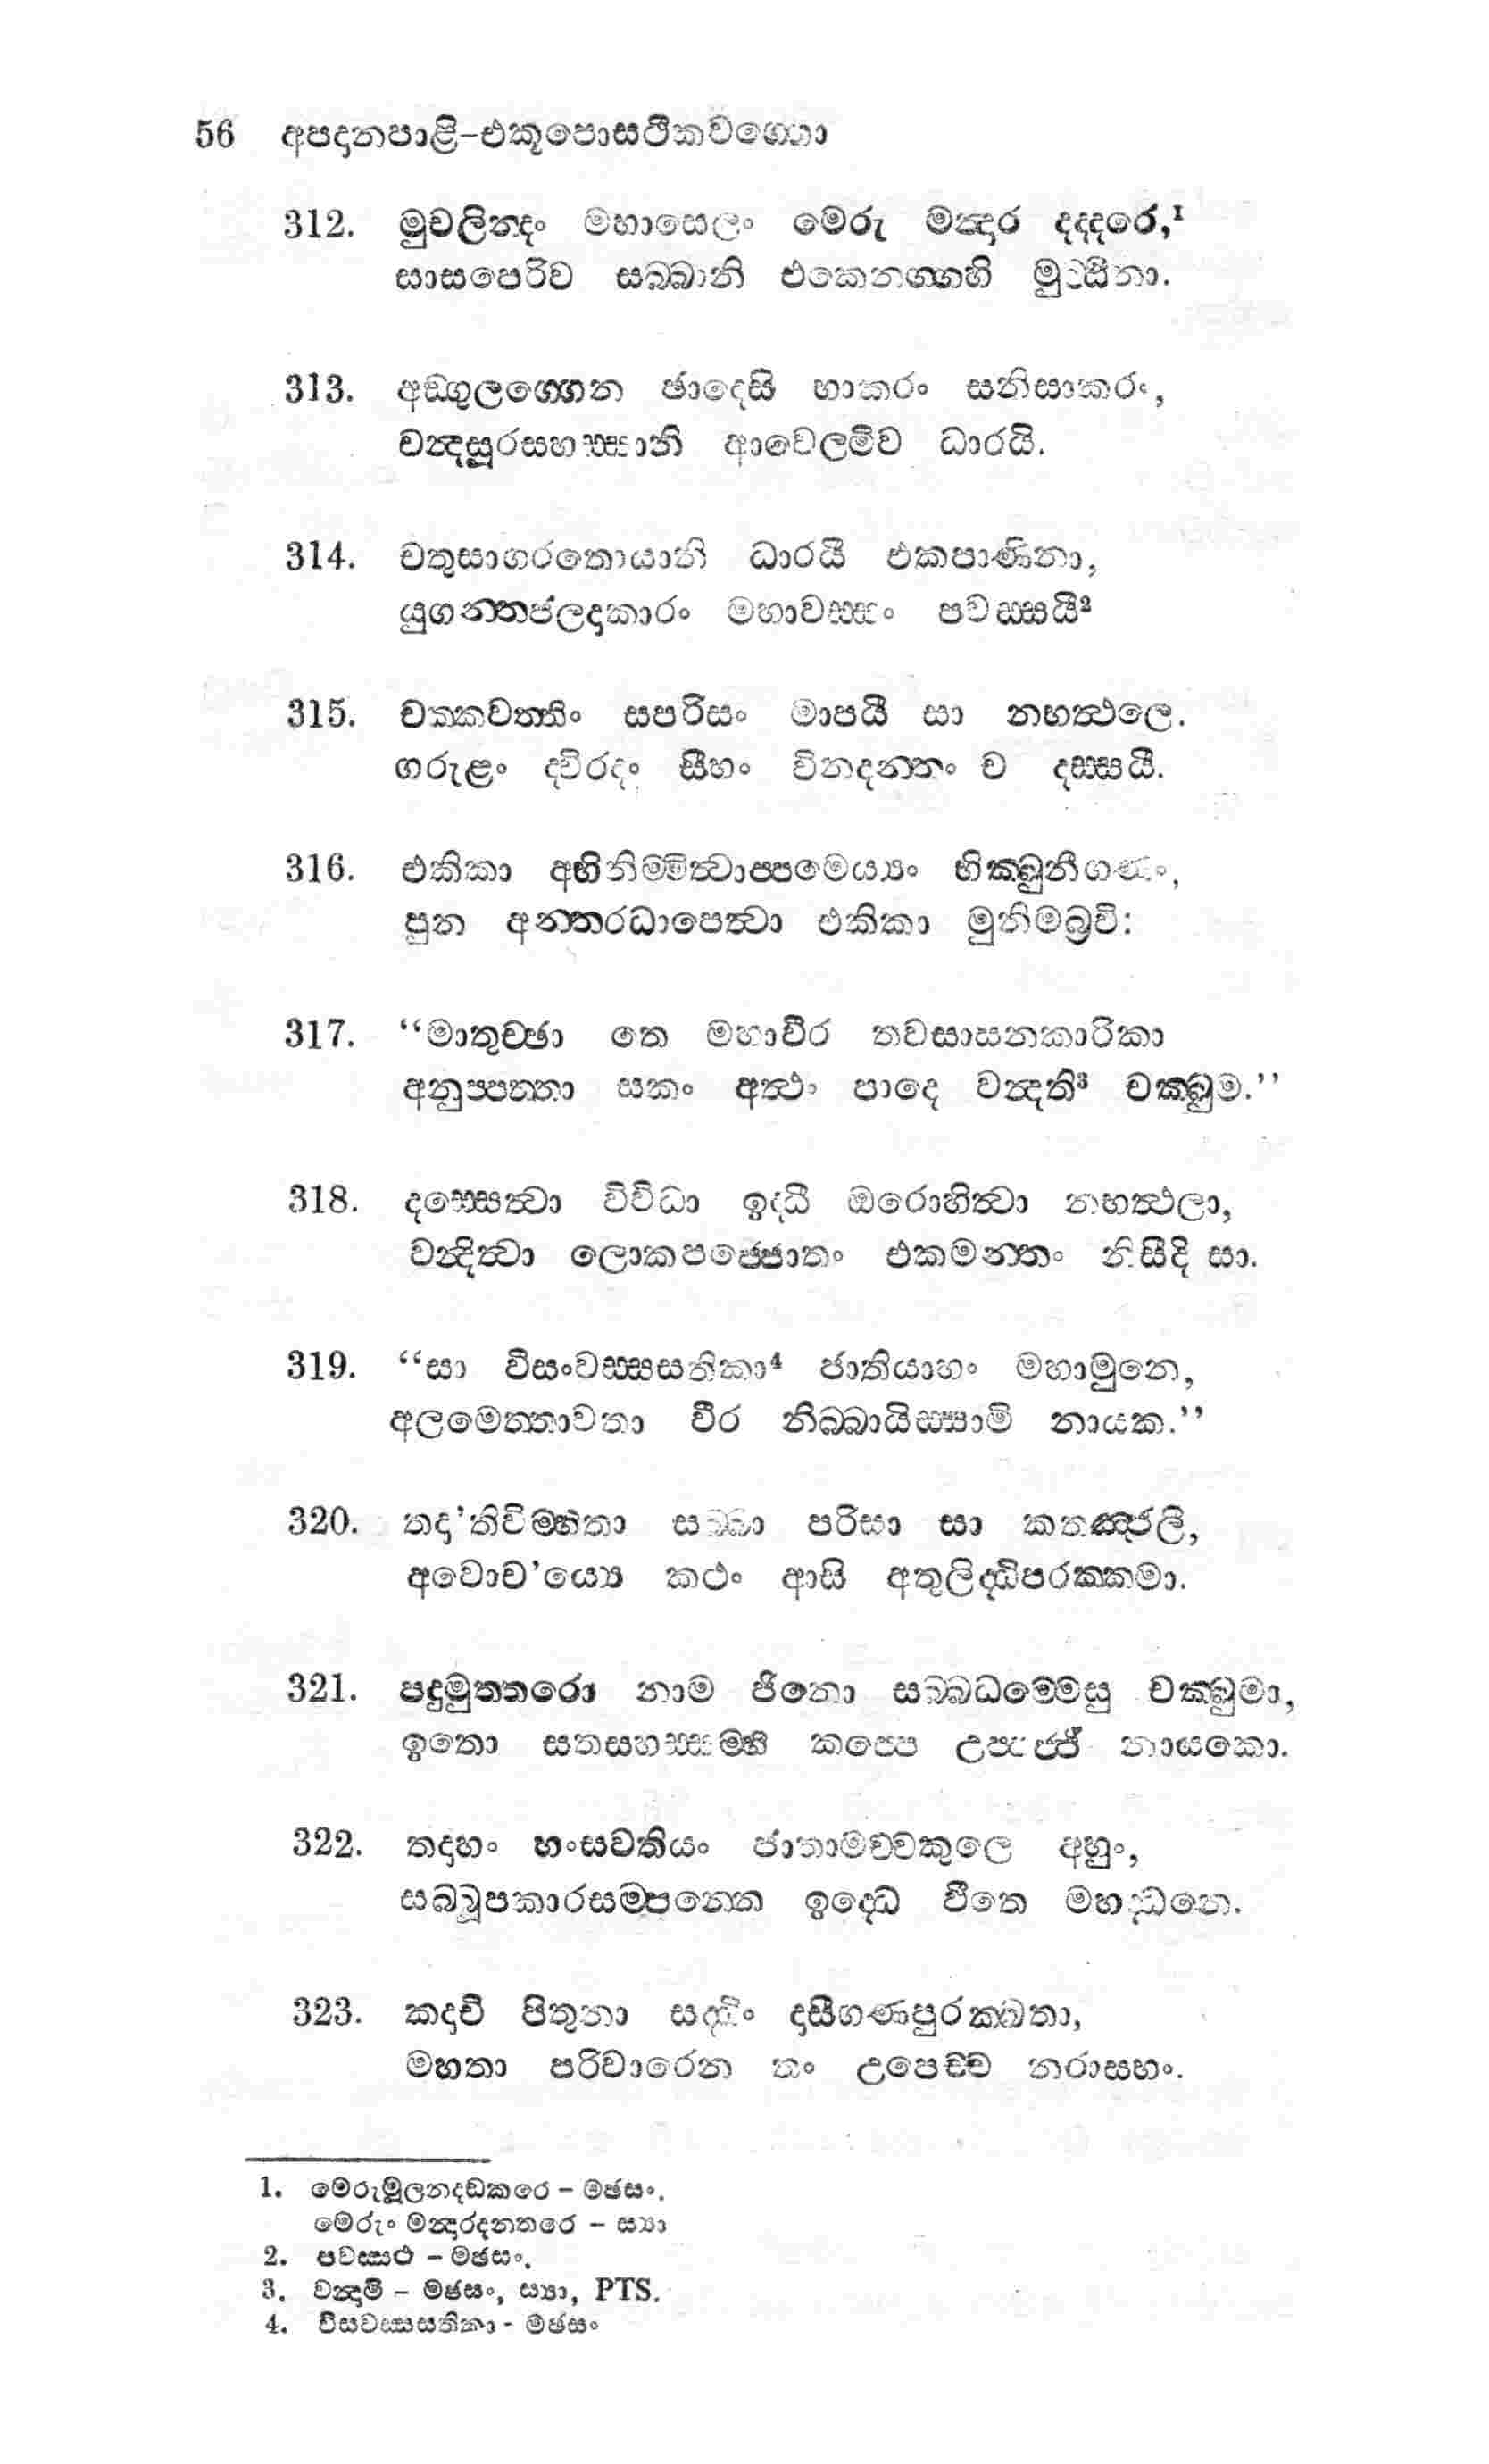 56 අපදානපාළි-එකූපොසථිකවග්ගො
312. මුචලින්දං මහාසෙලං මෙරු මන්දාර දද්දරෙ,¹
සාසපෙරිව සබ්බානි එකෙනග්ගහි මුට්ඨිනා.
313. අඞ්ගුලග්ගෙන ඡාදෙසි භාකරං සනිසාකරං,
චන්දසූරසහස්සානි ආවෙලමිව ධාරයි.
314. චතුසාගරතොයානි ධාරයී එකපාණිනා,
යුගන්තජලදාකාරං මහාවස්සං පවස්සයී²
315. චක්කවත්තිං සපරිසං මාපයී සා නභත්ථලෙ.
ගරුළං ද්විරදං සීහං විනදන්තං ච දස්සයී.
316. එකිකා අභිනිම්මිත්වාප්පමෙය්‍යං භික්ඛුනීගණං,
පුන අන්තරධාපෙත්වා එකිකා මුනිමබ්‍රවි:
317. “මාතුච්ඡා තෙ මහාවීර තවසාසනකාරිකා
අනුප්පත්තා සකං අත්ථං පාදෙ වන්දති³ චක්ඛුම.”
318. දස්සෙත්වා විවිධා ඉද්ධී ඔරොහිත්වා නභත්ථලා,
වන්දිත්වා ලොකපජ්ජොතං එකමන්තං නිසීදි සා.
319. “සා වීසංවස්සසතිකා⁴ ජාතියාහං මහාමුනෙ,
අලමෙත්තාවතා වීර නිබ්බායිස්සාමි නායක.”
320. තදා’තිවිම්හිතා සබ්බා පරිසා සා කතඤ්ජලී,
අවොච’ය්‍යෙ කථං ආසි අතුලිද්ධිපරක්කමා.
321. පදුමුත්තරො නාම ජිනො සබ්බධම්මෙසු චක්ඛුමා,
ඉතො සතසහස්සම්හි කප්පෙ උප්පජ්ජි නායකො.
322. තදාහං හංසවතියං ජාතාමච්චකුලෙ අහුං,
සබ්බූපකාරසම්පන්නෙ ඉද්ධෙ ඵීතෙ මහද්ධනෙ.
323. කදාචි පිතුනා සද්ධිං දාසීගණපුරක්ඛතා,
මහතා පරිවාරෙන තං උපෙච්ච නරාසභං.
1. මෙරුමූලනදඩකරෙ – මඡසං.
මෙරුං මන්දාරදන්තරෙ – ස්‍යා
2. පවස්සථ – මඡසං.
3. වන්දාමි – මඡසං, ස්‍යා, PTS.
4. වීසවස්සසතිකා - මඡසං